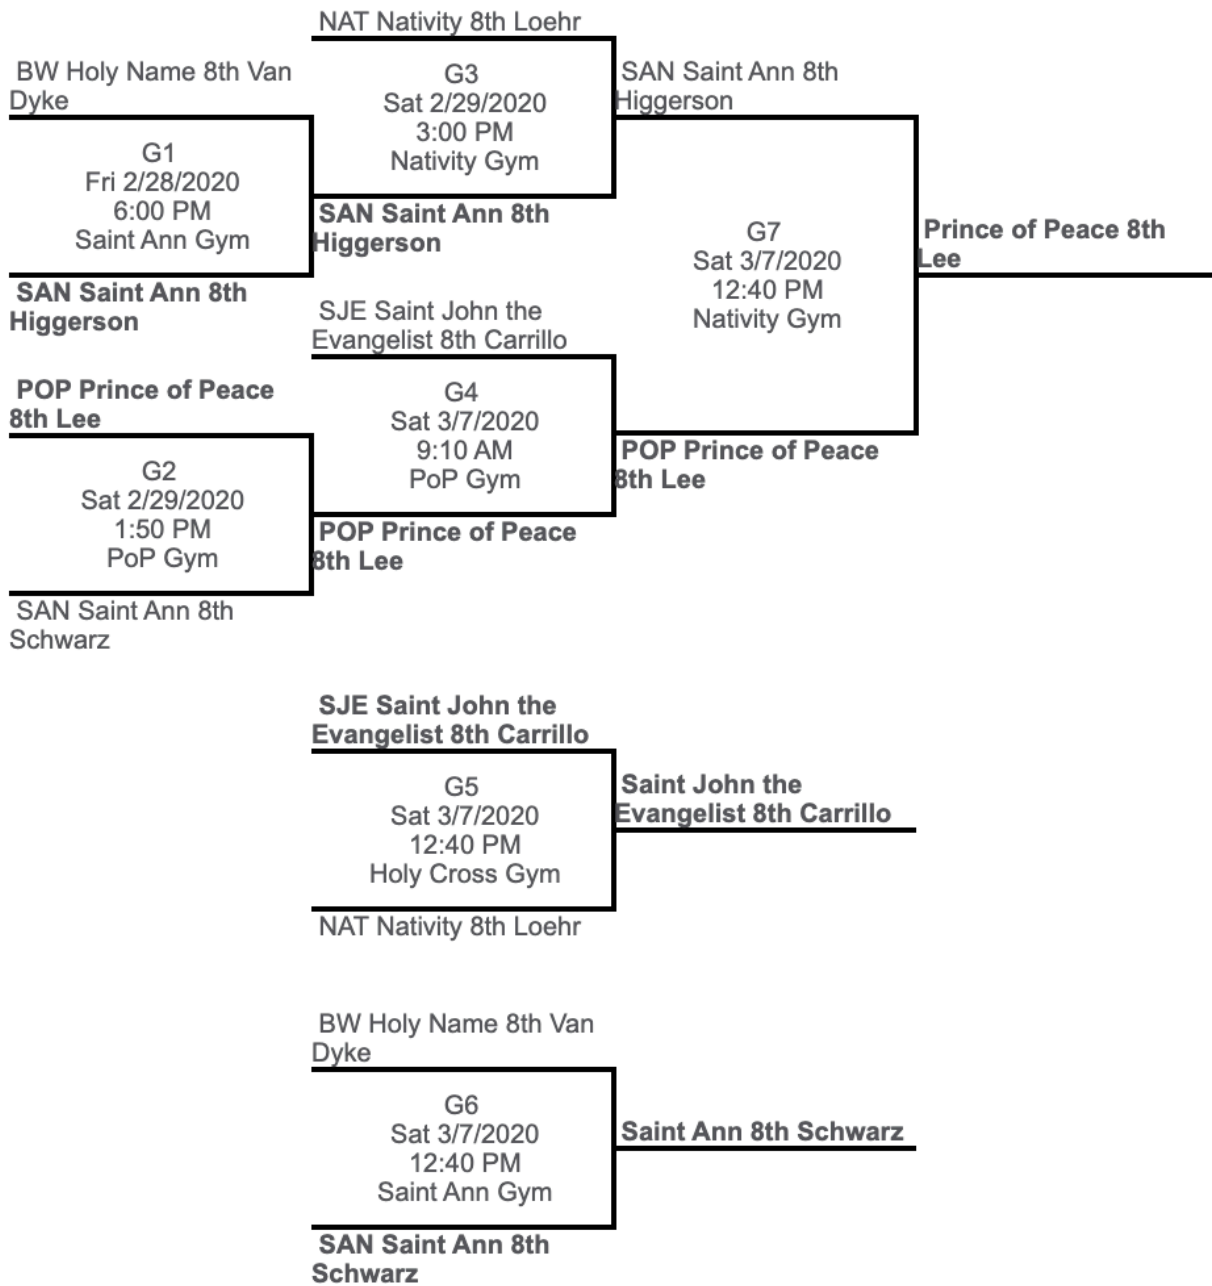 NAT Nativity 8th Loehr
BW Holy Name 8th Van
Dyke
G1
Fri 2/28/2020
6:00 PM
Saint Ann Gym
SAN Saint Ann 8th
Higgerson
G3
Sat 2/29/2020
3:00 PM
Nativity Gym
SAN Saint Ann 8th
Higgerson
SAN Saint Ann 8th
Higgerson
G7
Sat 3/7/2020
12:40 PM
Nativity Gym
Prince of Peace 8th
Lee
SJE Saint John the
Evangelist 8th Carrillo
POP Prince of Peace
8th Lee
G2
Sat 2/29/2020
1:50 PM
PoP Gym
SAN Saint Ann 8th
Schwarz
G4
Sat 3/7/2020
9:10 AM
PoP Gym
POP Prince of Peace
8th Lee
POP Prince of Peace
8th Lee
SJE Saint John the
Evangelist 8th Carrillo
G5
Sat 3/7/2020
12:40 PM
Holy Cross Gym
NAT Nativity 8th Loehr
Saint John the
Evangelist 8th Carrillo
BW Holy Name 8th Van
Dyke
G6
Sat 3/7/2020
12:40 PM
Saint Ann Gym
SAN Saint Ann 8th
Schwarz
Saint Ann 8th Schwarz